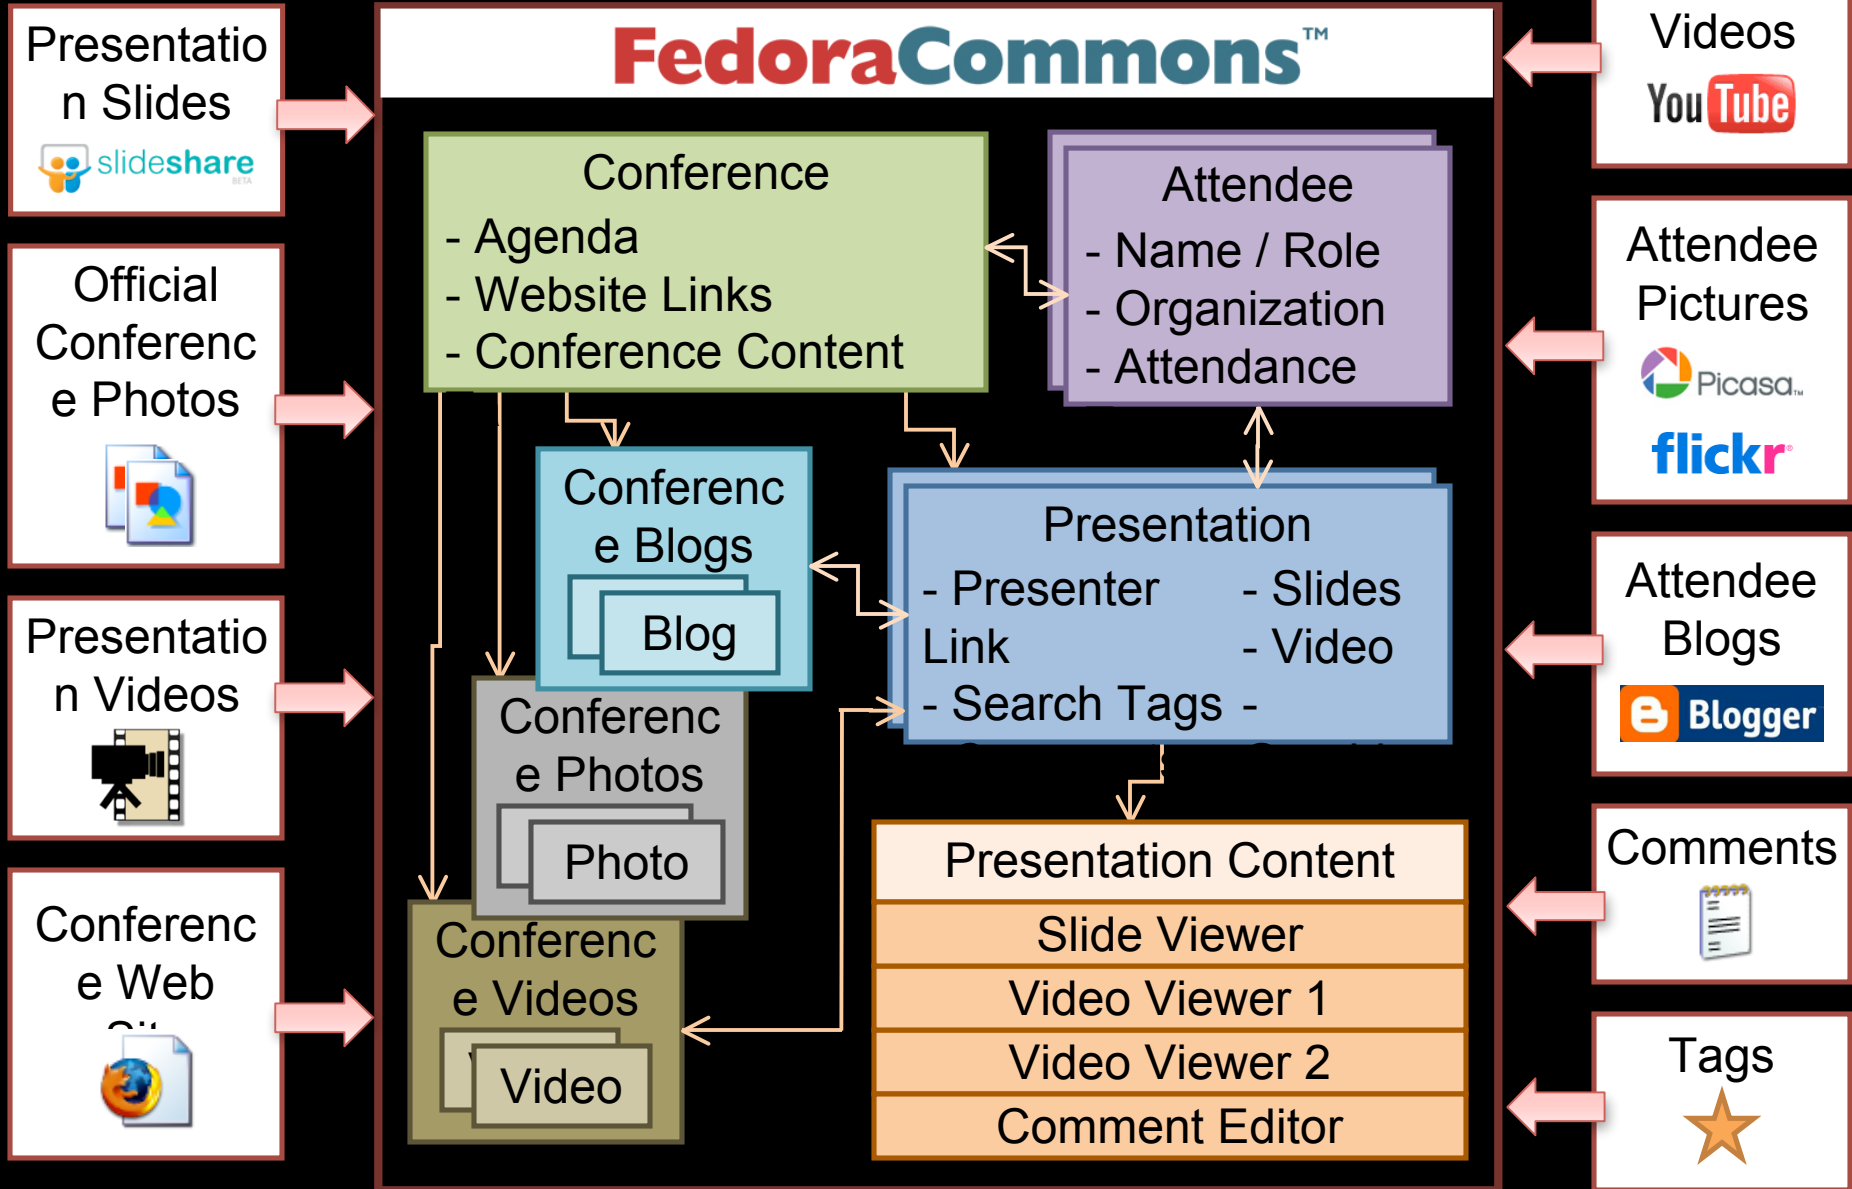 Presentatio
n Slides
slideshare
BETA
Official
Conferenc
e Photos
Presentatio
n Videos
Conferenc
e Web
FedoraCommons™
Conference
- Agenda
- Website Links
- Conference Content
Attendee
- Name / Role
- Organization
- Attendance
Conferenc
e Blogs
Blog
Presentation
- Presenter
Link
- Search Tags
- Slides
- Video
-
Conferenc
e Photos
Photo
Conferenc
e Videos
Video
Presentation Content
Slide Viewer
Video Viewer 1
Video Viewer 2
Comment Editor
Videos
YouTube
Attendee
Pictures
Picasa™
flickr
Attendee
Blogs
Blogger
Comments
Tags